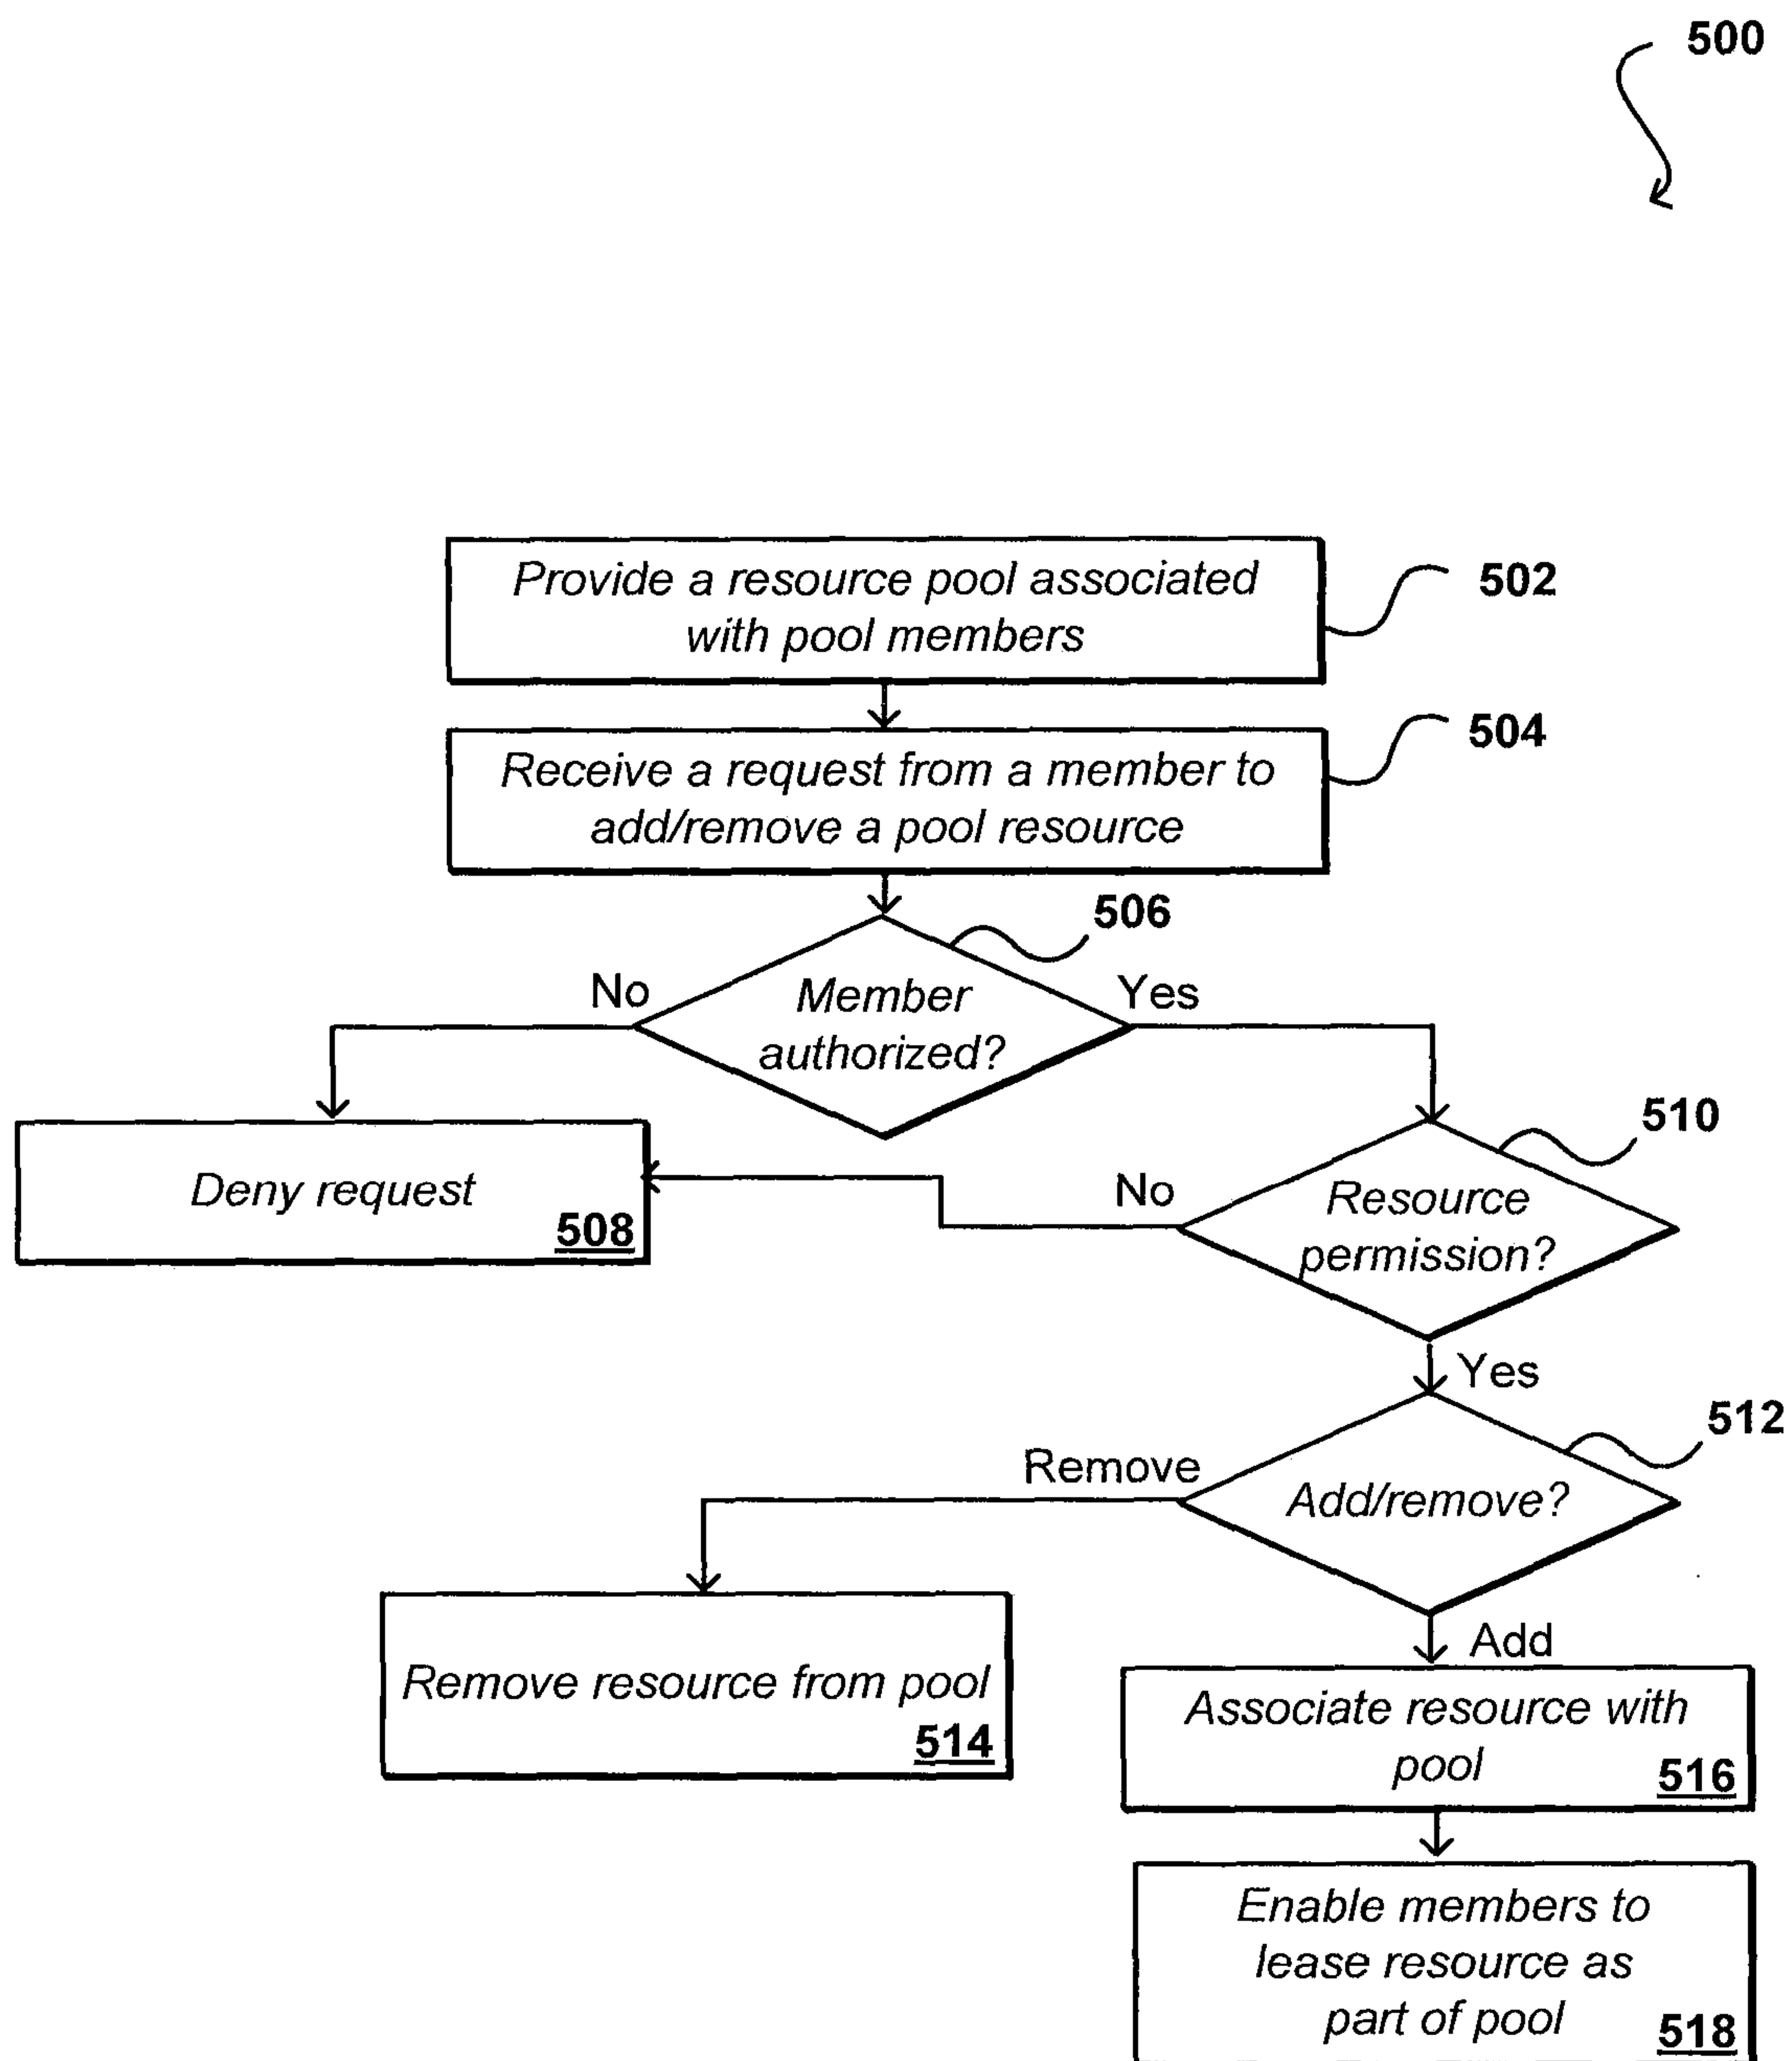 500
Provide a resource pool associated
with pool members
502
Receive a request from a member to
add/remove a pool resource
504
506
No
Member
authorized?
Yes
Deny request
508
510
No
Resource
permission?
Yes
512
Remove
Add/remove?
Remove resource from pool
514
Add
Associate resource with
pool
516
Enable members to
lease resource as
part of pool
518